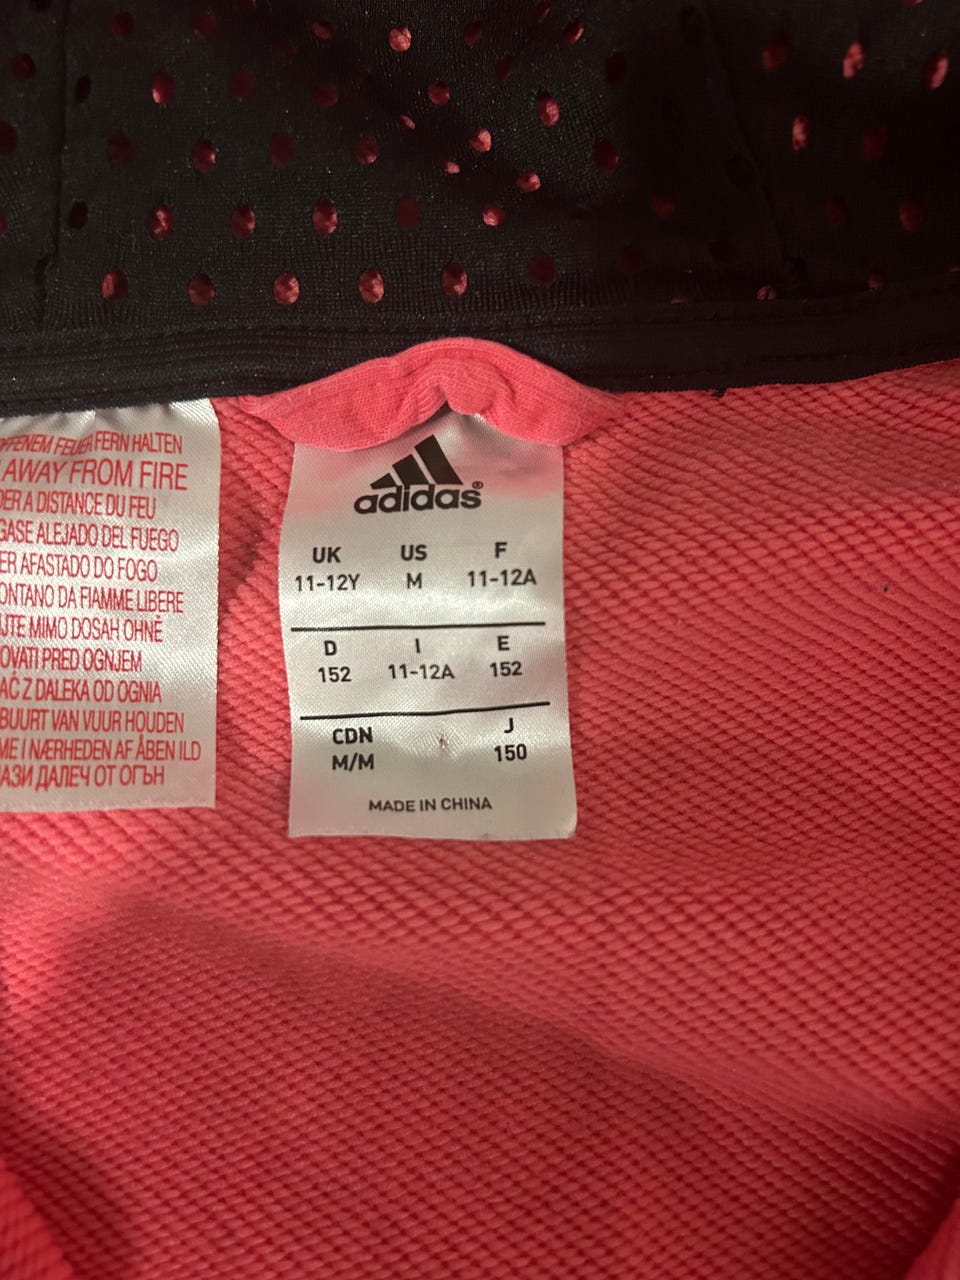 OFFENEM FEUER FERN HALTEN
AWAY FROM FIRE
DER A DISTANCE DU FEU
GASE ALEJADO DEL FUEGO
ER AFASTADO DO FOGO
ONTANO DA FIAMME LIBERE
JTE MIMO DOSAH OHNĚ
OVATI PRED OGNJEM
AĆ Z DALEKA OD OGNIA
BUURT VAN VUUR HOUDEN
ME I NÆRHEDEN AF ÅBEN ILD
АЗИ ДАЛЕЧ ОТ ОГЪН
adidas®
UK US F
11-12Y M 11-12A
D I E
152 11-12A 152
CDN J
M/M 150
MADE IN CHINA